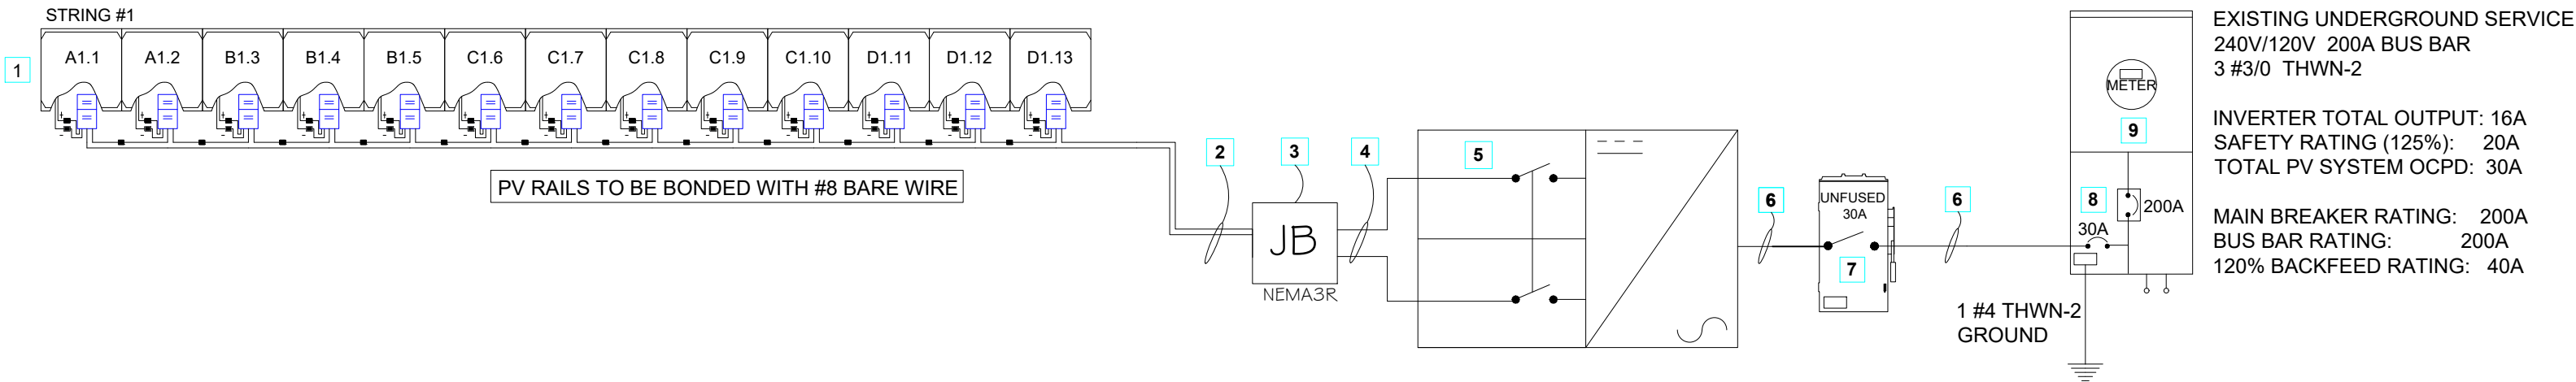 STRING #1
1
A1.1 A1.2 B1.3 B1.4 B1.5 C1.6 C1.7 C1.8 C1.9 C1.10 D1.11 D1.12 D1.13
PV RAILS TO BE BONDED WITH #8 BARE WIRE
2
3
4
JB
NEMA3R
5
6
UNFUSED
30A
7
6
1 #4 THWN-2
GROUND
METER
9
8
200A
30A
EXISTING UNDERGROUND SERVICE
240V/120V 200A BUS BAR
3 #3/0 THWN-2
INVERTER TOTAL OUTPUT: 16A
SAFETY RATING (125%): 20A
TOTAL PV SYSTEM OCPD: 30A
MAIN BREAKER RATING: 200A
BUS BAR RATING: 200A
120% BACKFEED RATING: 40A